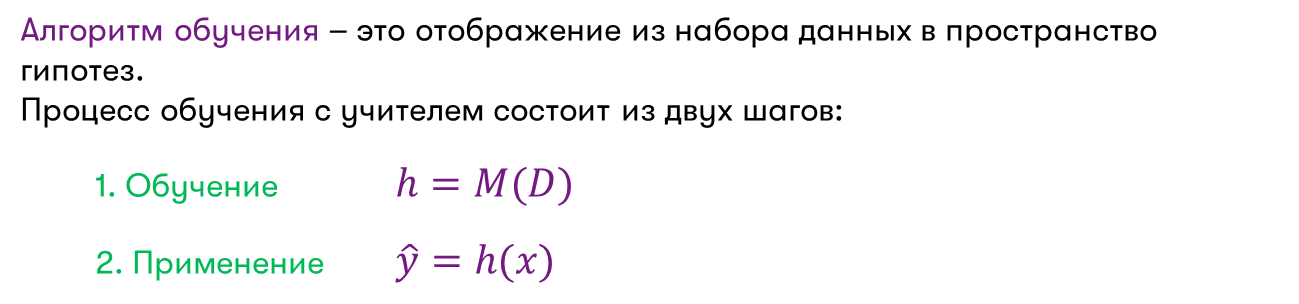 Алгоритм обучения – это отображение из набора данных в пространство
гипотез.
Процесс обучения с учителем состоит из двух шагов:
1. Обучение h = M(D)
2. Применение ŷ = h(x)